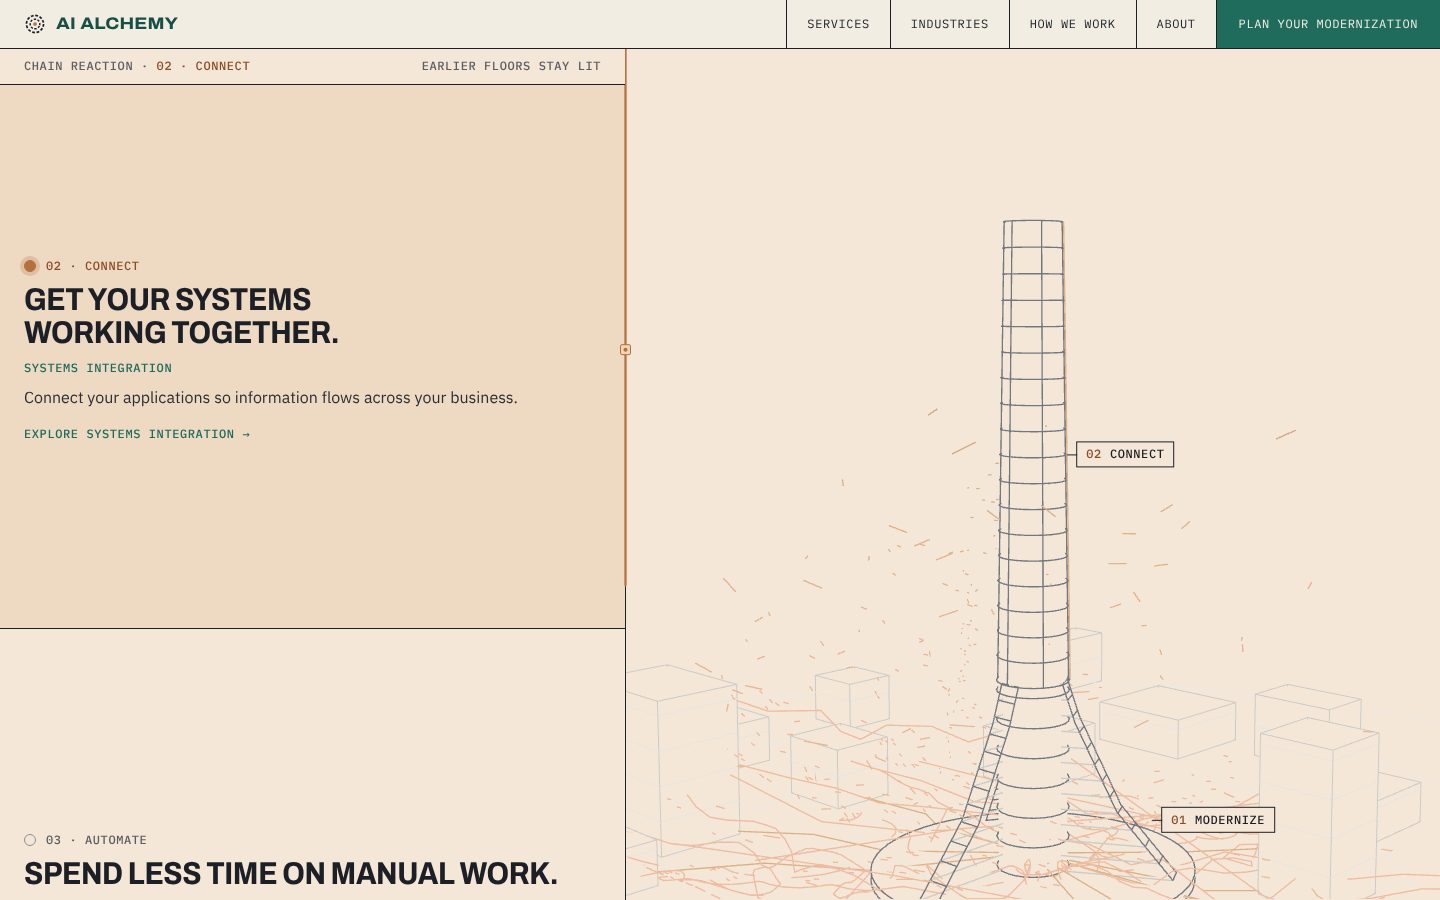 AI ALCHEMY
SERVICES
INDUSTRIES
HOW WE WORK
ABOUT
PLAN YOUR MODERNIZATION
CHAIN REACTION · 02 · CONNECT
EARLIER FLOORS STAY LIT
02 · CONNECT
GET YOUR SYSTEMS
WORKING TOGETHER.
SYSTEMS INTEGRATION
Connect your applications so information flows across your business.
EXPLORE SYSTEMS INTEGRATION →
03 · AUTOMATE
SPEND LESS TIME ON MANUAL WORK.
02 CONNECT
01 MODERNIZE